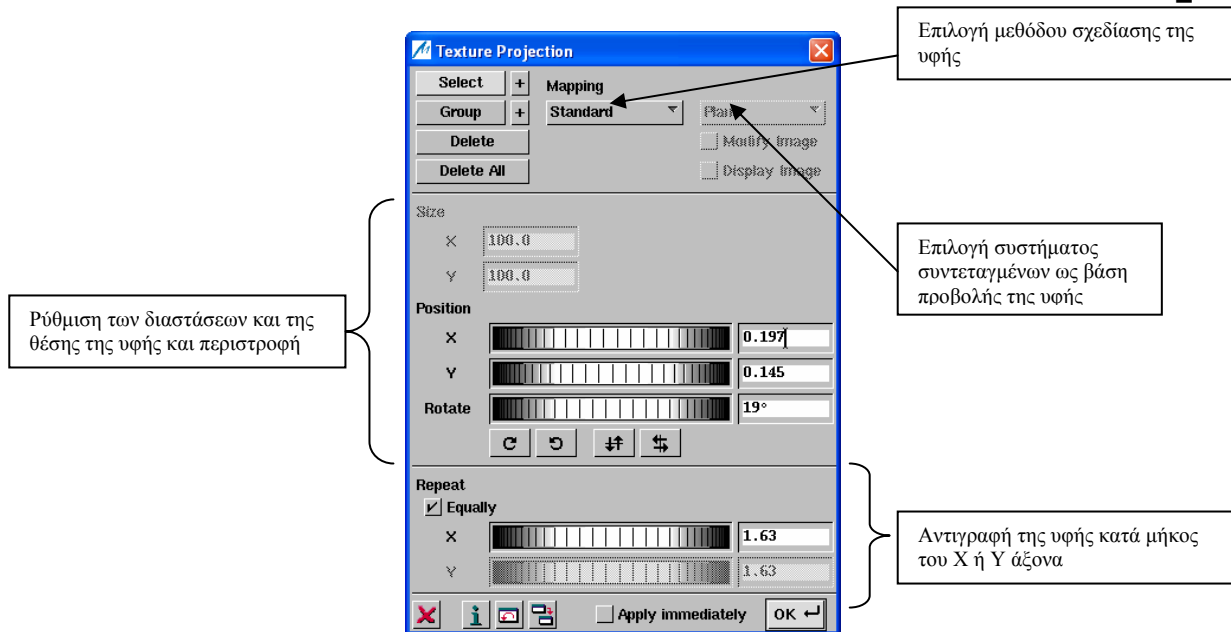 Επιλογή μεθόδου σχεδίασης της
υφής
Texture Projection
Select +
Mapping
Group +
Standard
Plan
Delete
Modify Image
Delete All
Display Image
Size
X 100.0
Y 100.0
Επιλογή συστήματος
συντεταγμένων ως βάση
προβολής της υφής
Ρύθμιση των διαστάσεων και της
θέσης της υφής και περιστροφή
Position
X 0.197
Y 0.145
Rotate 19°
Repeat
Equally
X 1.63
Y 1.63
Αντιγραφή της υφής κατά μήκος
του Χ ή Υ άξονα
Apply immediately
OK